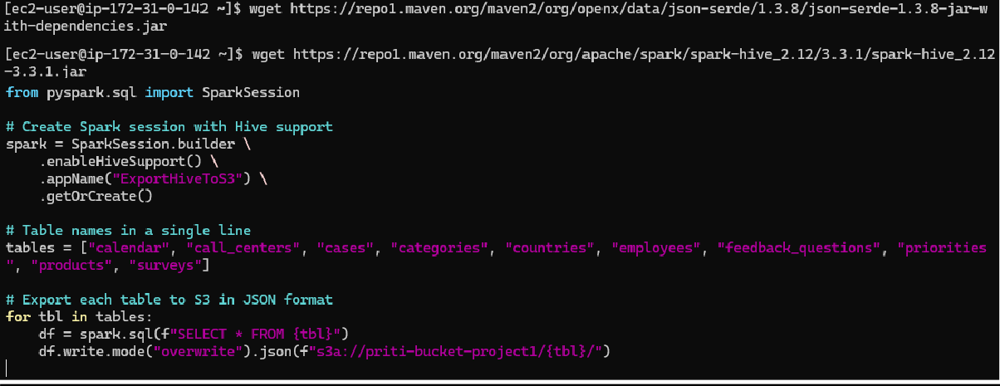 [ec2-user@ip-172-31-0-142 ~]$ wget https://repo1.maven.org/maven2/org/openx/data/json-serde/1.3.8/json-serde-1.3.8-jar-w
ith-dependencies.jar
[ec2-user@ip-172-31-0-142 ~]$ wget https://repo1.maven.org/maven2/org/apache/spark/spark-hive_2.12/3.3.1/spark-hive_2.12
-3.3.1.jar
from pyspark.sql import SparkSession
# Create Spark session with Hive support
spark = SparkSession.builder \
    .enableHiveSupport() \
    .appName("ExportHiveToS3") \
    .getOrCreate()
# Table names in a single line
tables = ["calendar", "call_centers", "cases", "categories", "countries", "employees", "feedback_questions", "priorities
", "products", "surveys"]
# Export each table to S3 in JSON format
for tbl in tables:
    df = spark.sql(f"SELECT * FROM {tbl}")
    df.write.mode("overwrite").json(f"s3a://priti-bucket-project1/{tbl}/")